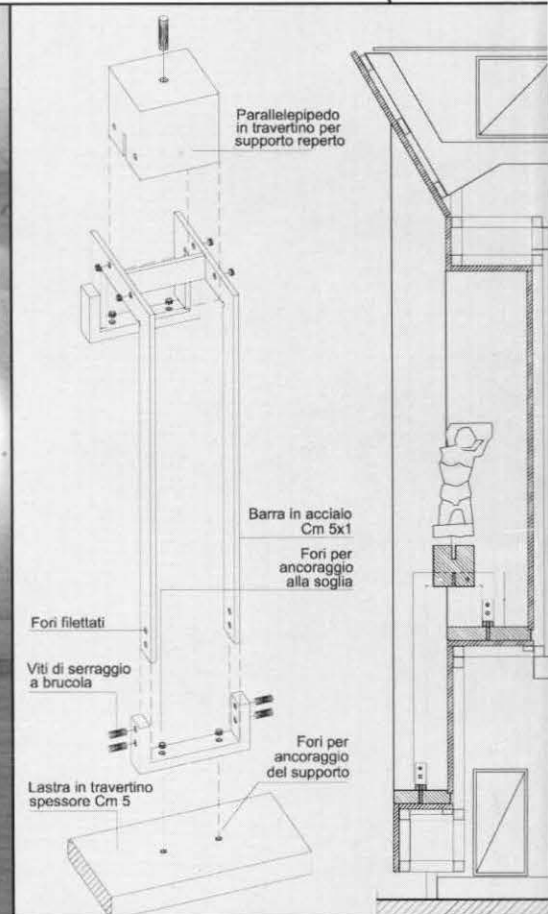 Parallelepipedo
in travertino per
supporto reperto
Barra in acciaio
Cm 5x1
Fori per
ancoraggio
alla soglia
Fori filettati
Viti di serraggio
a brucola
Fori per
ancoraggio
del supporto
Lastra in travertino
spessore Cm 5